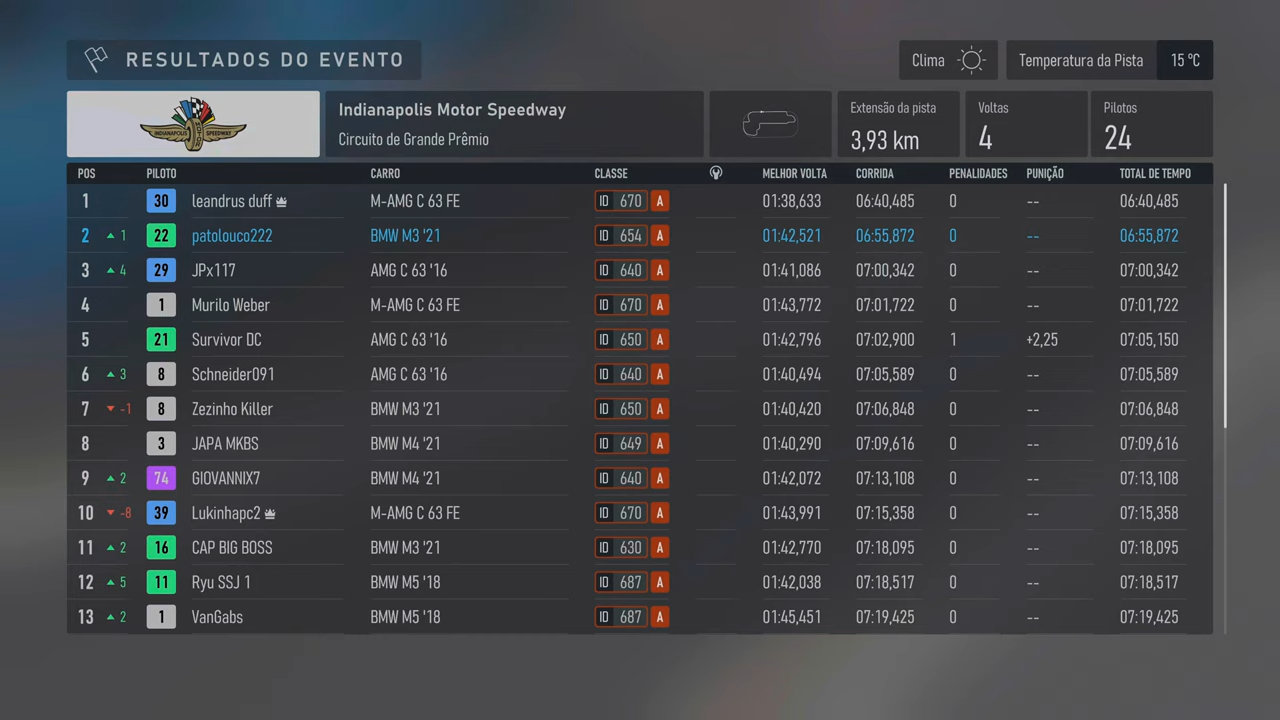 RESULTADOS DO EVENTO
Clima
Temperatura da Pista 15 ºC
INDIANAPOLIS MOTOR SPEEDWAY
Indianapolis Motor Speedway
Circuito de Grande Prêmio
Extensão da pista
3,93 km
Voltas
4
Pilotos
24
POS PILOTO CARRO CLASSE MELHOR VOLTA CORRIDA PENALIDADES PUNIÇÃO TOTAL DE TEMPO
1 30 leandrus duff M-AMG C 63 FE ID 670 A 01:38,633 06:40,485 0 -- 06:40,485
2 1 22 patolouco222 BMW M3 '21 ID 654 A 01:42,521 06:55,872 0 -- 06:55,872
3 4 29 JPx117 AMG C 63 '16 ID 640 A 01:41,086 07:00,342 0 -- 07:00,342
4 1 Murilo Weber M-AMG C 63 FE ID 670 A 01:43,772 07:01,722 0 -- 07:01,722
5 21 Survivor DC AMG C 63 '16 ID 650 A 01:42,796 07:02,900 1 +2,25 07:05,150
6 3 8 Schneider091 AMG C 63 '16 ID 640 A 01:40,494 07:05,589 0 -- 07:05,589
7 -1 8 Zezinho Killer BMW M3 '21 ID 650 A 01:40,420 07:06,848 0 -- 07:06,848
8 3 JAPA MKBS BMW M4 '21 ID 649 A 01:40,290 07:09,616 0 -- 07:09,616
9 2 74 GIOVANNIX7 BMW M4 '21 ID 640 A 01:42,072 07:13,108 0 -- 07:13,108
10 -8 39 Lukinhapc2 M-AMG C 63 FE ID 670 A 01:43,991 07:15,358 0 -- 07:15,358
11 2 16 CAP BIG BOSS BMW M3 '21 ID 630 A 01:42,770 07:18,095 0 -- 07:18,095
12 5 11 Ryu SSJ 1 BMW M5 '18 ID 687 A 01:42,038 07:18,517 0 -- 07:18,517
13 2 1 VanGabs BMW M5 '18 ID 687 A 01:45,451 07:19,425 0 -- 07:19,425